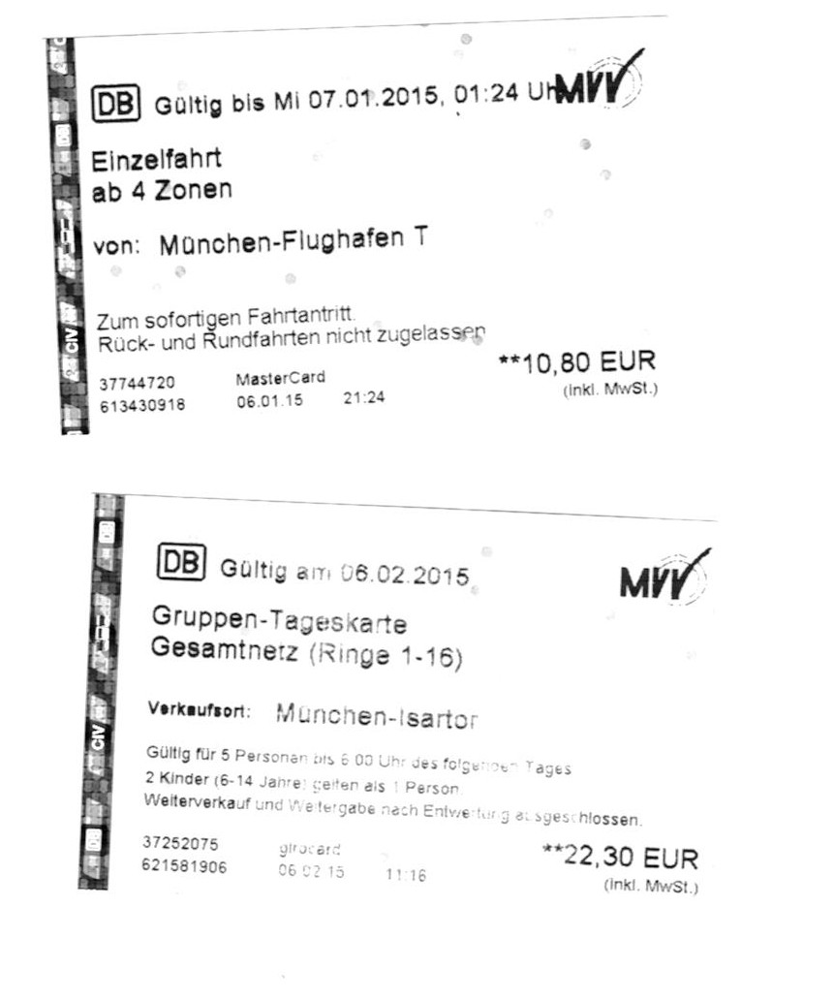 DB Gültig bis Mi 07.01.2015, 01:24 Uhr MVV
Einzelfahrt
ab 4 Zonen
von: München-Flughafen T
Zum sofortigen Fahrtantritt.
Rück- und Rundfahrten nicht zugelassen
**10,80 EUR
(inkl. MwSt.)
37744720 MasterCard
613430918 06.01.15 21:24
CIV
DB Gültig am 06.02.2015 MVV
Gruppen-Tageskarte
Gesamtnetz (Ringe 1-16)
Verkaufsort: München-Isartor
Gültig für 5 Personen bis 6:00 Uhr des folgenden Tages
2 Kinder (6-14 Jahre) gelten als 1 Person.
Weiterverkauf und Weitergabe nach Entwertung ausgeschlossen.
37252075 girocard **22,30 EUR
621581906 06.02.15 11:16 (inkl. MwSt.)
CIV
DB